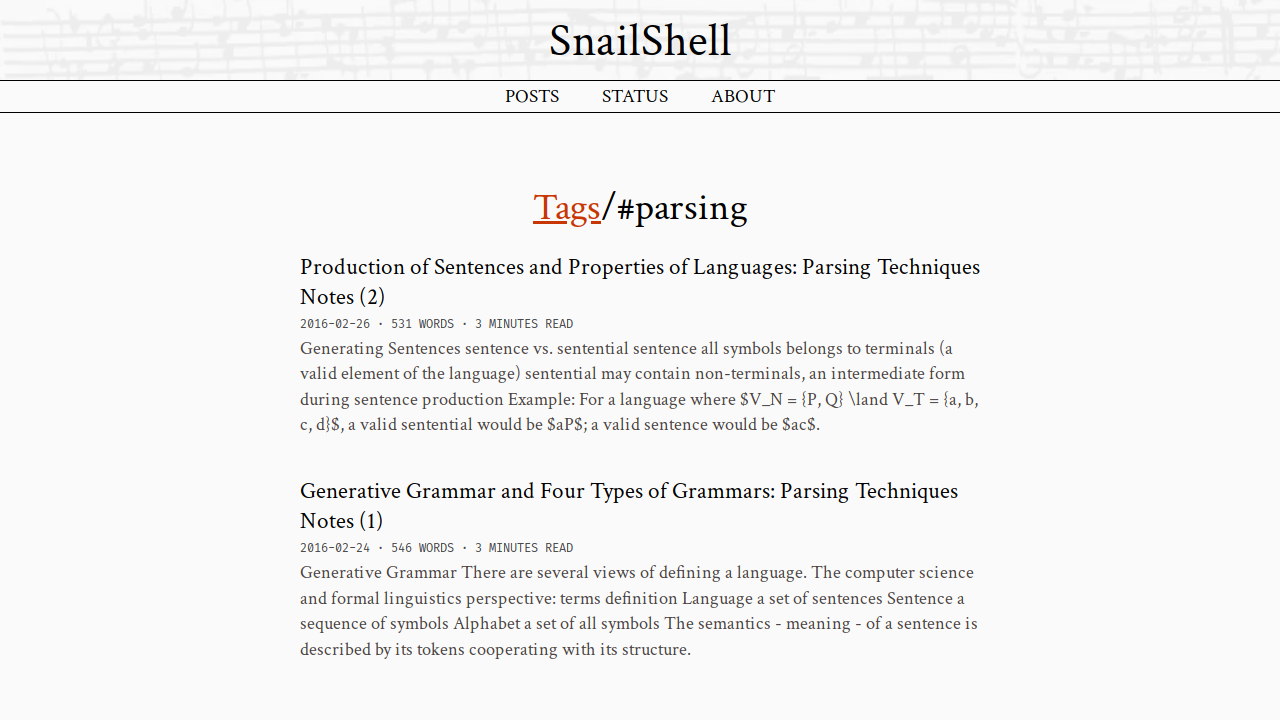 SnailShell
POSTS STATUS ABOUT
Tags/#parsing
Production of Sentences and Properties of Languages: Parsing Techniques
Notes (2)
2016-02-26 · 531 WORDS · 3 MINUTES READ
Generating Sentences sentence vs. sentential sentence all symbols belongs to terminals (a
valid element of the language) sentential may contain non-terminals, an intermediate form
during sentence production Example: For a language where $V_N = {P, Q} \land V_T = {a, b,
c, d}$, a valid sentential would be $aP$; a valid sentence would be $ac$.
Generative Grammar and Four Types of Grammars: Parsing Techniques
Notes (1)
2016-02-24 · 546 WORDS · 3 MINUTES READ
Generative Grammar There are several views of defining a language. The computer science
and formal linguistics perspective: terms definition Language a set of sentences Sentence a
sequence of symbols Alphabet a set of all symbols The semantics - meaning - of a sentence is
described by its tokens cooperating with its structure.